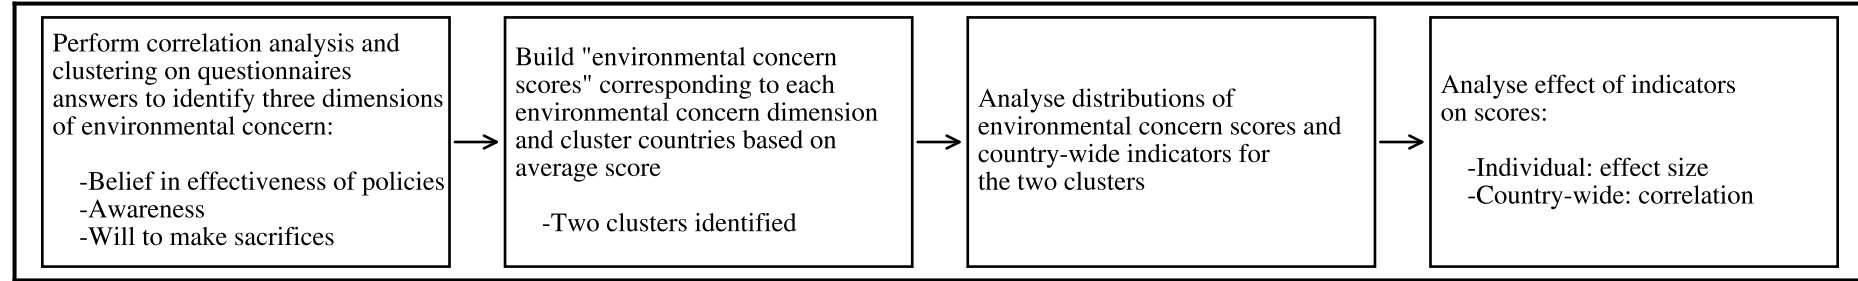 Perform correlation analysis and
clustering on questionnaires
answers to identify three dimensions
of environmental concern:
-Belief in effectiveness of policies
-Awareness
-Will to make sacrifices
Build "environmental concern
scores" corresponding to each
environmental concern dimension
and cluster countries based on
average score
-Two clusters identified
Analyse distributions of
environmental concern scores and
country-wide indicators for
the two clusters
Analyse effect of indicators
on scores:
-Individual: effect size
-Country-wide: correlation